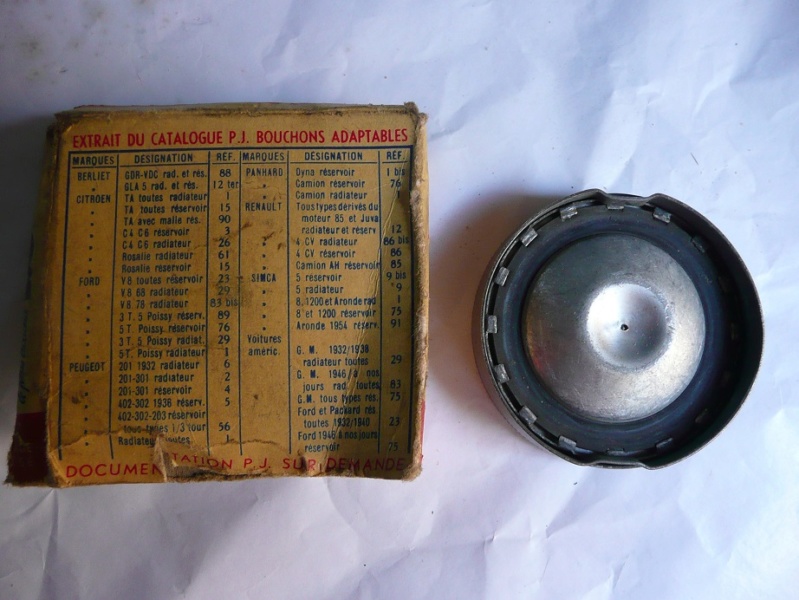 EXTRAIT DU CATALOGUE P.J. BOUCHONS ADAPTABLES
MARQUES DÉSIGNATION RÉF.
BERLIET GDR-VDC rad. et rés. 88
" GLA 5 rad. et rés. 12 ter
CITROEN TA toutes radiateur 1
" TA toutes réservoir 15
" TA avec malle rés. 90
" C4 C6 réservoir 3
" C4 C6 radiateur 26
" Rosalie radiateur 61
" Rosalie réservoir 15
FORD V8 toutes réservoir 23
" V.8 68 radiateur 29
" V.8 78 radiateur 83 bis
" 3 T. 5 Poissy réserv. 89
" 5T. Poissy. réservoir 76
" 3 T. 5 Poissy radiat. 29
" 5T. Poissy radiateur 1
PEUGEOT 201 1932 radiateur 6
" 201-301 radiateur 2
" 201-301 réservoir 4
" 402-302 1936 réserv. 5
402-302-203 réservoir
tous types 1/3 tour 56
Radiateur 1
MARQUES DÉSIGNATION RÉF.
PANHARD Dyna réservoir 1 bis
" Camion réservoir 76
" Camion radiateur 1
RENAULT Tous types dérivés du
" moteur 85 et Juva
" radiateur et réserv 12
" 4 CV radiateur 86 bis
" 4 CV réservoir 86
" Camion AH réservoir 85
SIMCA 5 réservoir 9 bis
" 5 radiateur 9
" 8, 1200 et Aronde rad 1
" 8 et 1200 réservoir 75
" Aronde 1954 réserv. 91
Voitures
améric. G. M. 1932/1938
radiateur toutes 29
G. M. 1946/à nos
jours rad. toutes 83
G.M. tous types rés. 75
Ford et Packard rés.
toutes 1932/1940 23
Ford 1946 à nos jours
réservoir 75
DOCUMENTATION P.J. SUR DEMANDE